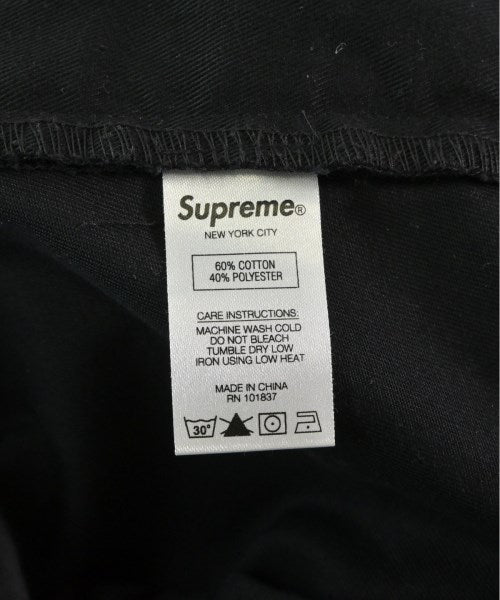 Supreme®
NEW YORK CITY
60% COTTON
40% POLYESTER
CARE INSTRUCTIONS:
MACHINE WASH COLD
DO NOT BLEACH
TUMBLE DRY LOW
IRON USING LOW HEAT
MADE IN CHINA
RN 101837
30°